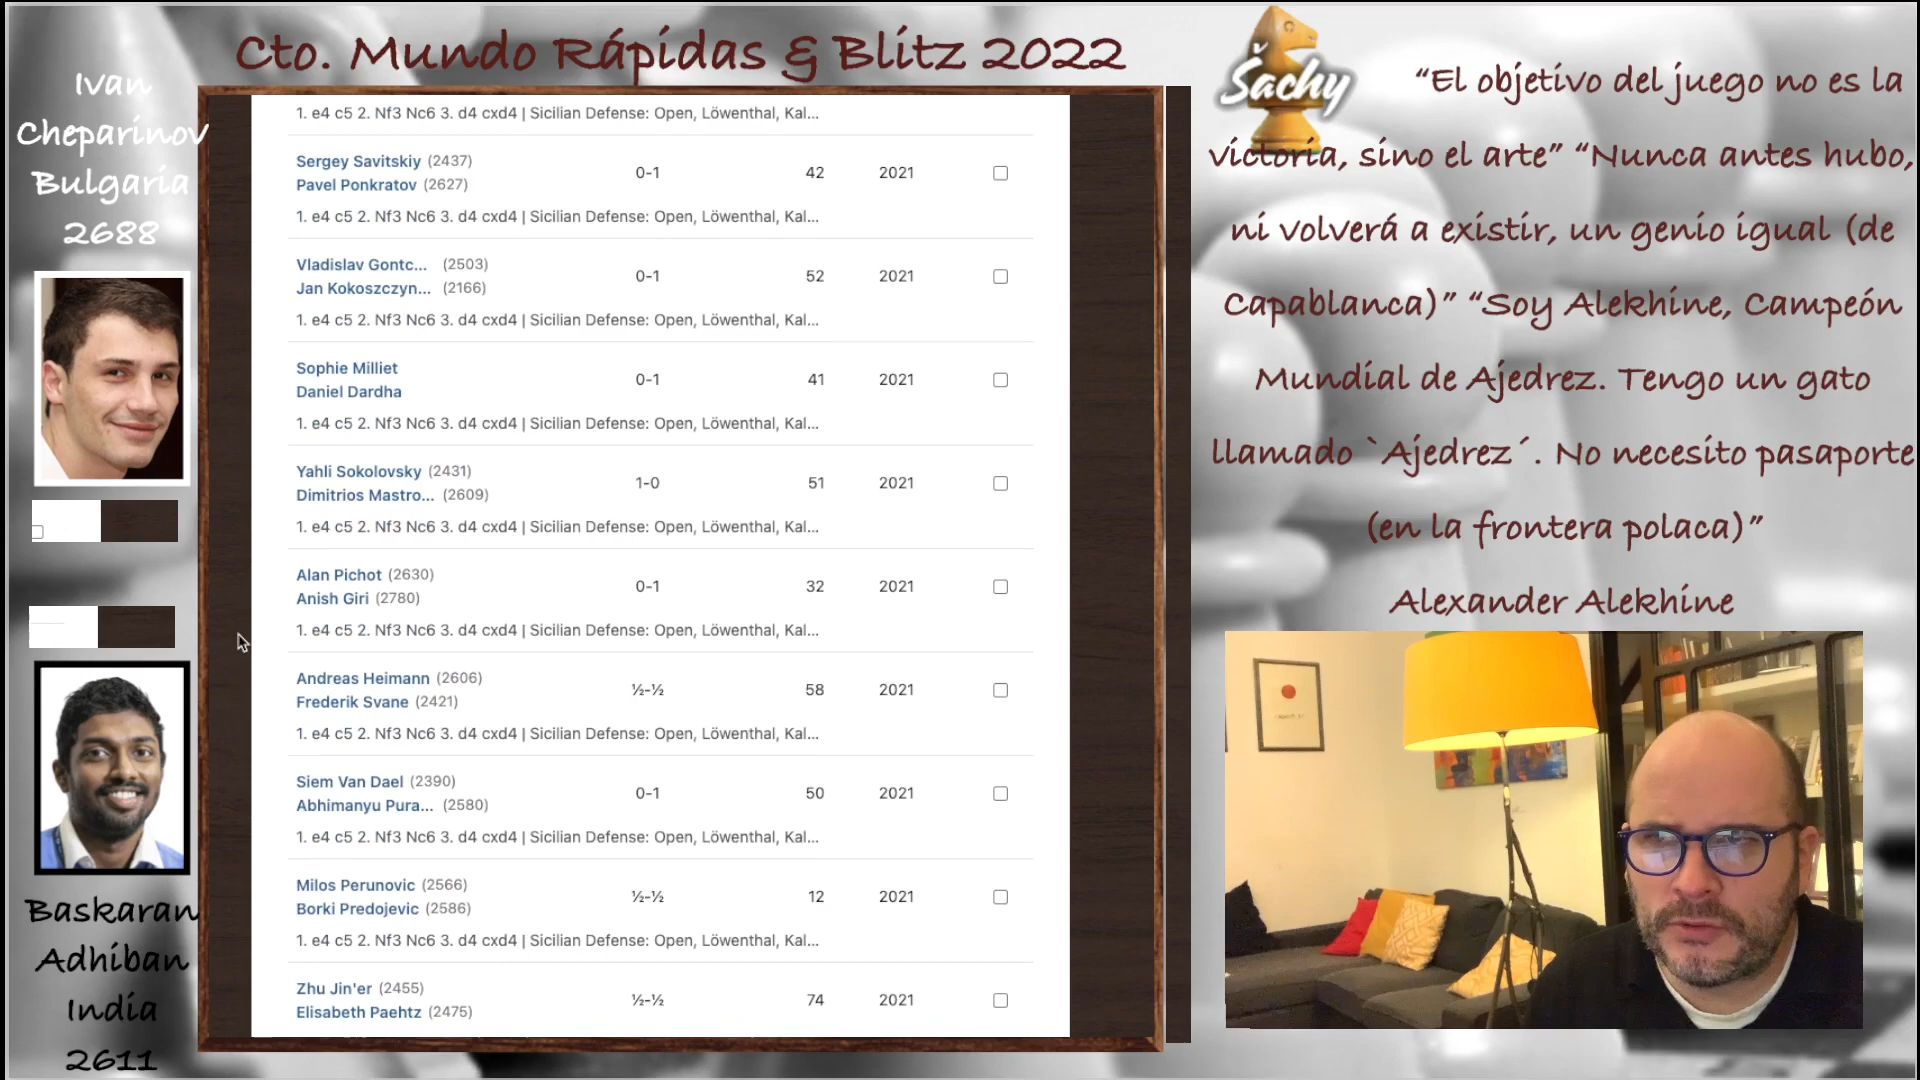 Cto. Mundo Rápidas & Blitz 2022
Ivan
Cheparinov
Bulgaria
2688
Baskaran
Adhiban
India
2611
1. e4 c5 2. Nf3 Nc6 3. d4 cxd4 | Sicilian Defense: Open, Löwenthal, Kal...
Sergey Savitskiy (2437)
Pavel Ponkratov (2627)
0-1 42 2021
1. e4 c5 2. Nf3 Nc6 3. d4 cxd4 | Sicilian Defense: Open, Löwenthal, Kal...
Vladislav Gontc... (2503)
Jan Kokoszczyn... (2166)
0-1 52 2021
1. e4 c5 2. Nf3 Nc6 3. d4 cxd4 | Sicilian Defense: Open, Löwenthal, Kal...
Sophie Milliet
Daniel Dardha
0-1 41 2021
1. e4 c5 2. Nf3 Nc6 3. d4 cxd4 | Sicilian Defense: Open, Löwenthal, Kal...
Yahli Sokolovsky (2431)
Dimitrios Mastro... (2609)
1-0 51 2021
1. e4 c5 2. Nf3 Nc6 3. d4 cxd4 | Sicilian Defense: Open, Löwenthal, Kal...
Alan Pichot (2630)
Anish Giri (2780)
0-1 32 2021
1. e4 c5 2. Nf3 Nc6 3. d4 cxd4 | Sicilian Defense: Open, Löwenthal, Kal...
Andreas Heimann (2606)
Frederik Svane (2421)
½-½ 58 2021
1. e4 c5 2. Nf3 Nc6 3. d4 cxd4 | Sicilian Defense: Open, Löwenthal, Kal...
Siem Van Dael (2390)
Abhimanyu Pura... (2580)
0-1 50 2021
1. e4 c5 2. Nf3 Nc6 3. d4 cxd4 | Sicilian Defense: Open, Löwenthal, Kal...
Milos Perunovic (2566)
Borki Predojevic (2586)
½-½ 12 2021
1. e4 c5 2. Nf3 Nc6 3. d4 cxd4 | Sicilian Defense: Open, Löwenthal, Kal...
Zhu Jin'er (2455)
Elisabeth Paehtz (2475)
½-½ 74 2021
Šachy
“El objetivo del juego no es la
victoria, sino el arte” “Nunca antes hubo,
ni volverá a existir, un genio igual (de
Capablanca)” “Soy Alekhine, Campeón
Mundial de Ajedrez. Tengo un gato
llamado `Ajedrez´. No necesito pasaporte
(en la frontera polaca)”
Alexander Alekhine